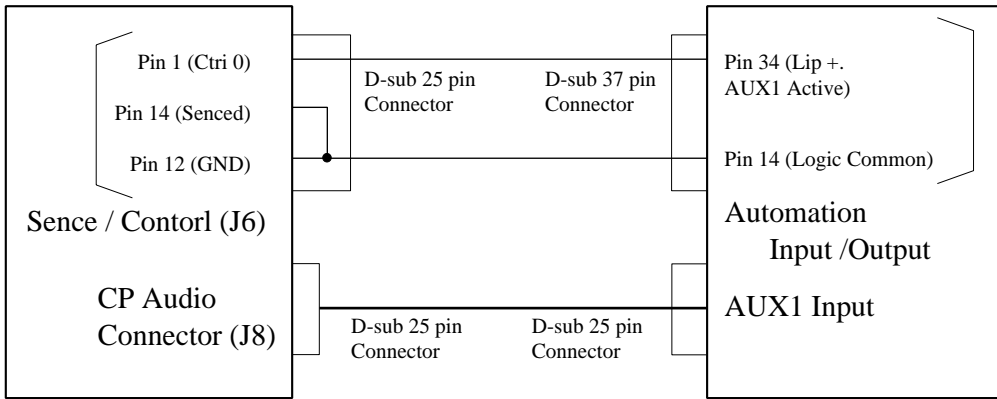 Pin 1 (Ctri 0)
Pin 14 (Senced)
Pin 12 (GND)
Sence / Contorl (J6)
CP Audio
Connector (J8)
D-sub 25 pin
Connector
D-sub 37 pin
Connector
D-sub 25 pin
Connector
D-sub 25 pin
Connector
Pin 34 (Lip +.
AUX1 Active)
Pin 14 (Logic Common)
Automation
Input /Output
AUX1 Input